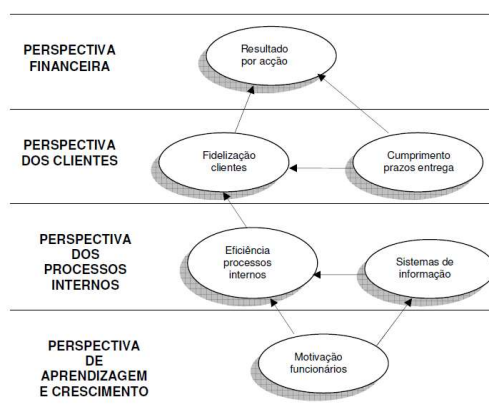 PERSPECTIVA
FINANCEIRA
Resultado
por acção
PERSPECTIVA
DOS CLIENTES
Fidelização
clientes
Cumprimento
prazos entrega
PERSPECTIVA
DOS
PROCESSOS
INTERNOS
Eficiência
processos
internos
Sistemas de
informação
PERSPECTIVA
DE
APRENDIZAGEM
E CRESCIMENTO
Motivação
funcionários